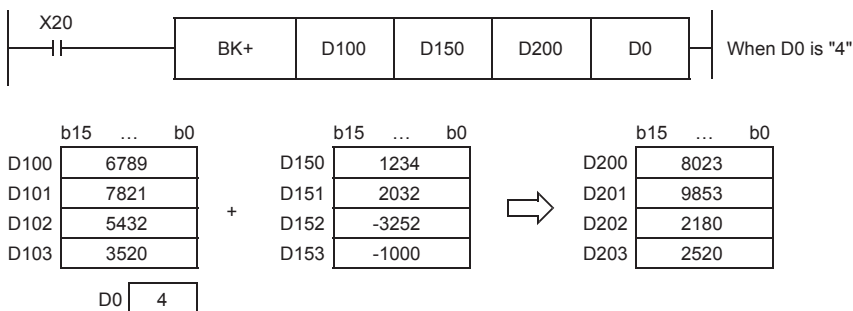 X20
BK+ D100 D150 D200 D0 When D0 is "4"
b15 … b0 b15 … b0 b15 … b0
D100 6789 D150 1234 D200 8023
D101 7821 D151 2032 D201 9853
D102 5432 + D152 -3252 D202 2180
D103 3520 D153 -1000 D203 2520
D0 4